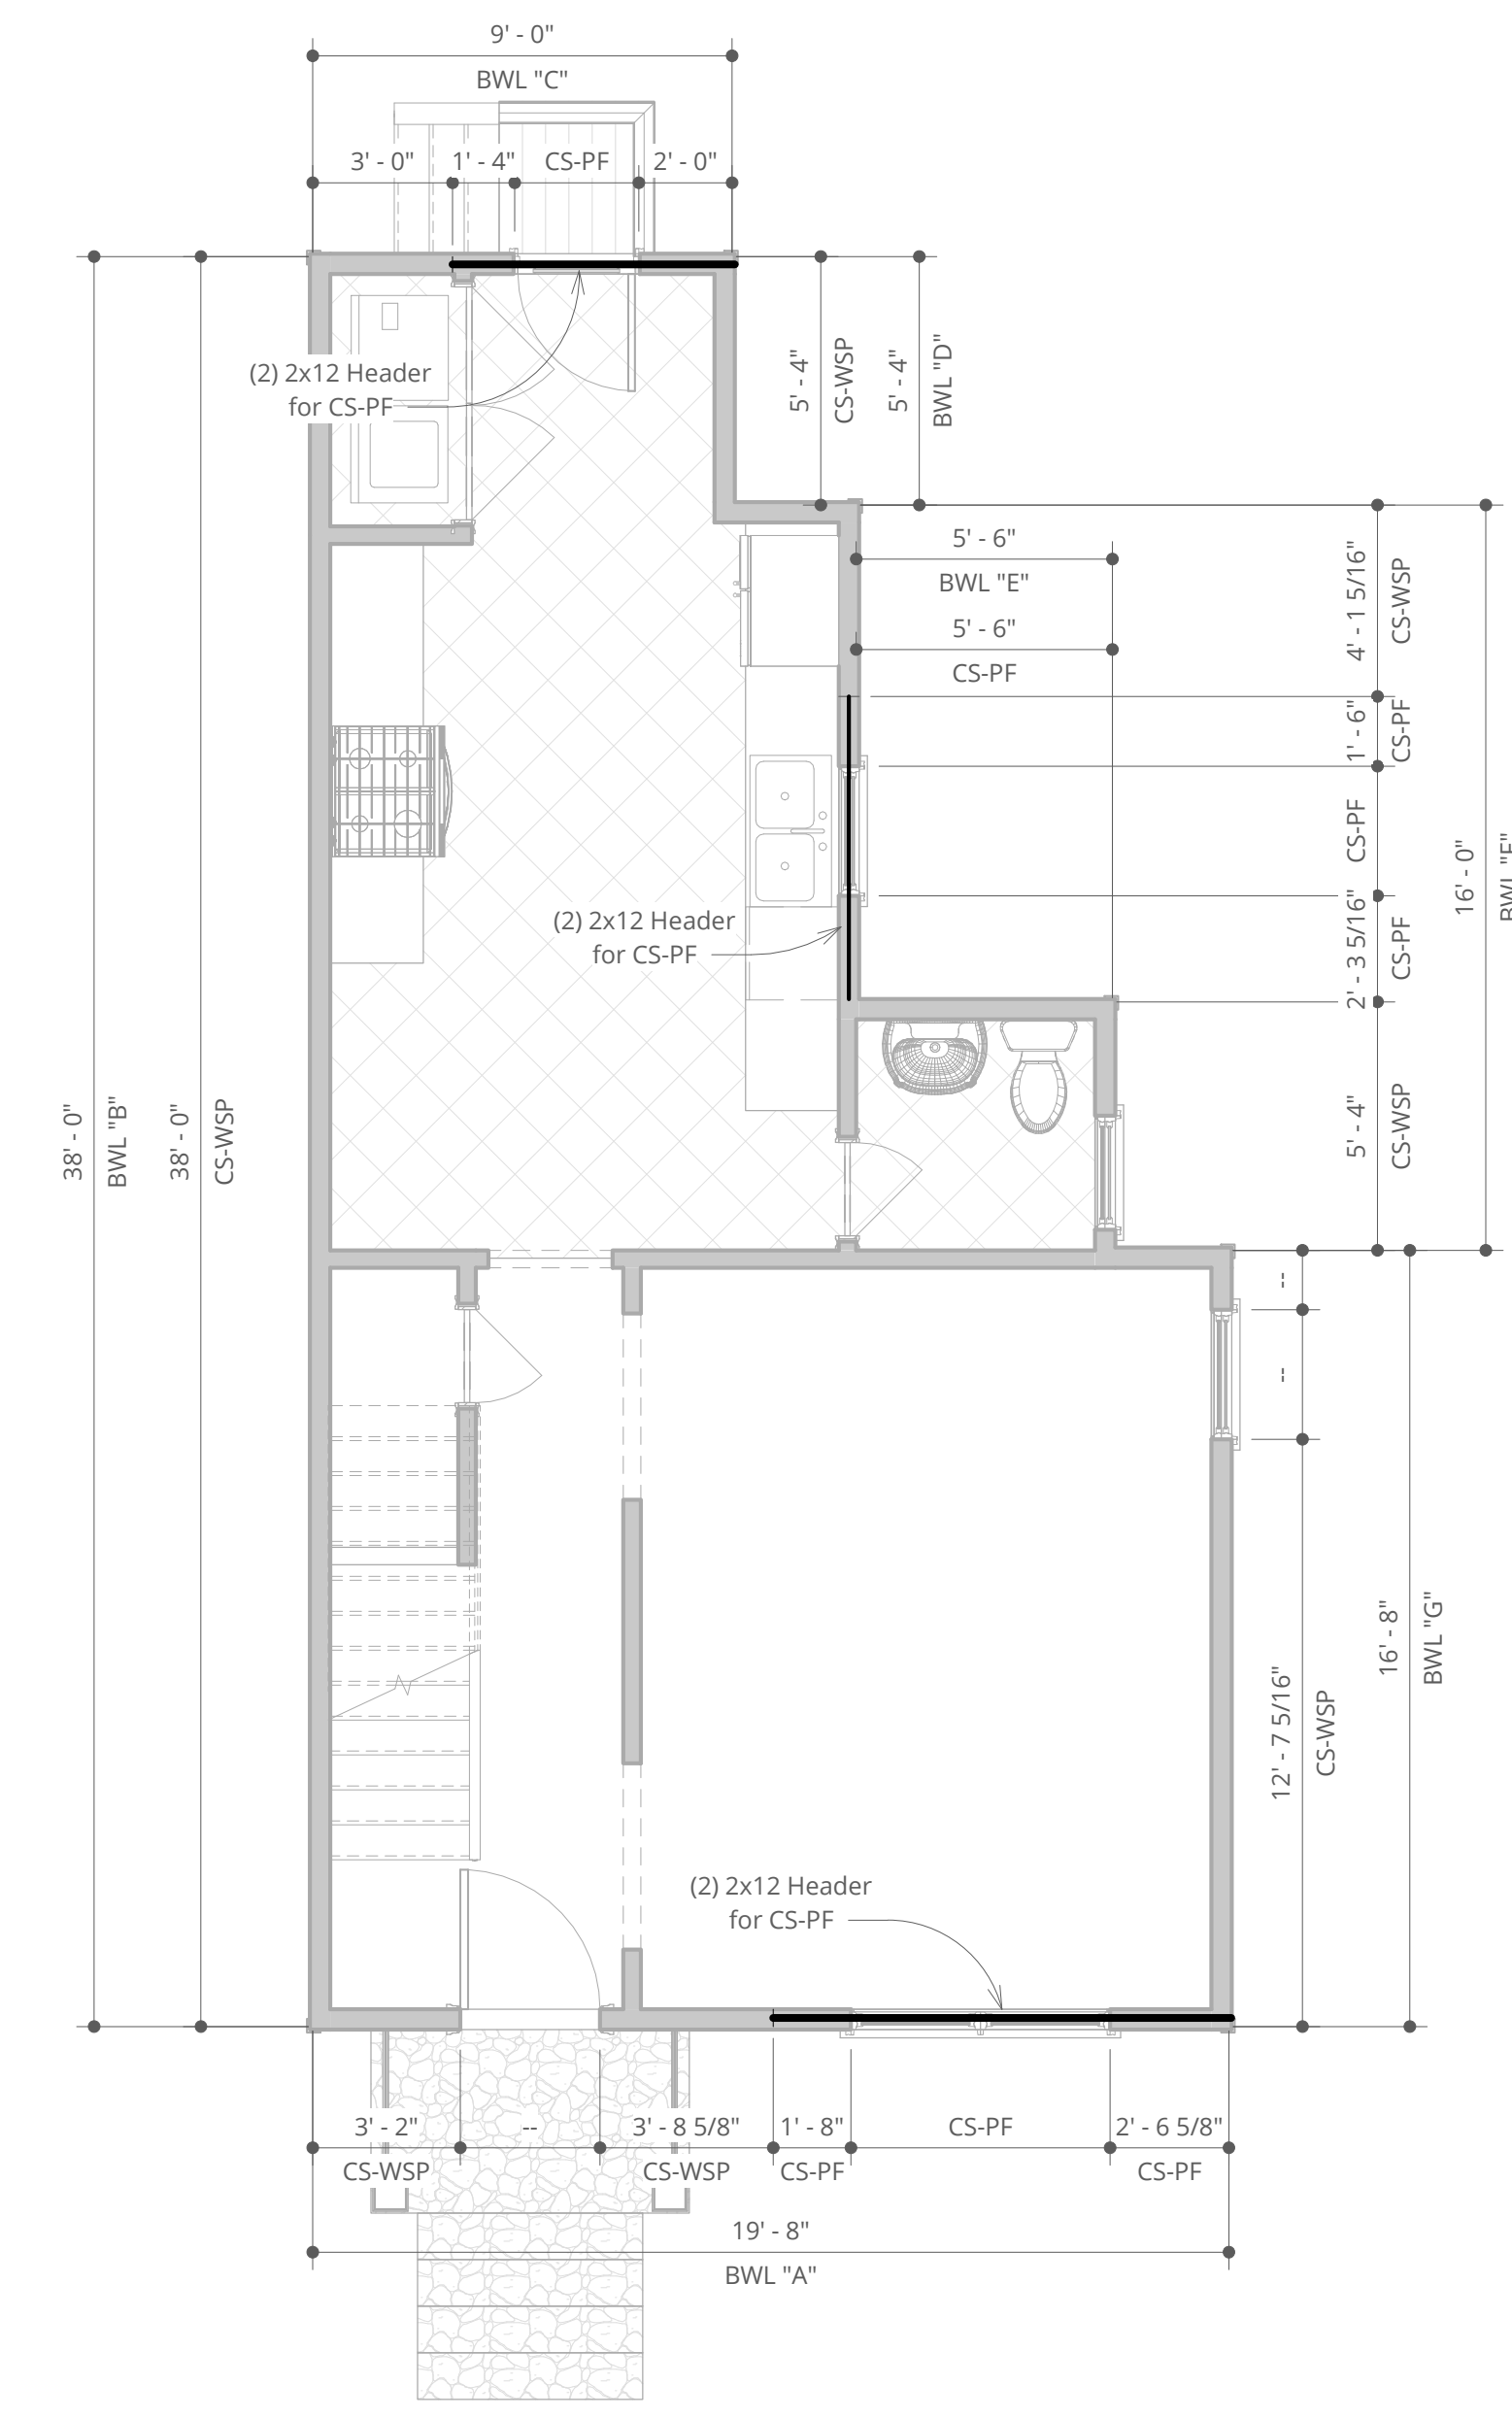 9' - 0"
BWL "C"
3' - 0"
1' - 4"
CS-PF
2' - 0"
(2) 2x12 Header
for CS-PF
5' - 4"
CS-WSP
5' - 4"
BWL "D"
5' - 6"
BWL "E"
5' - 6"
CS-PF
4' - 1 5/16"
CS-WSP
1' - 6"
CS-PF
CS-PF
2' - 3 5/16"
CS-PF
5' - 4"
CS-WSP
16' - 0"
(2) 2x12 Header
for CS-PF
38' - 0"
BWL "B"
38' - 0"
CS-WSP
--
--
12' - 7 5/16"
CS-WSP
16' - 8"
BWL "G"
(2) 2x12 Header
for CS-PF
3' - 2"
CS-WSP
--
3' - 8 5/8"
CS-WSP
1' - 8"
CS-PF
CS-PF
2' - 6 5/8"
CS-PF
19' - 8"
BWL "A"